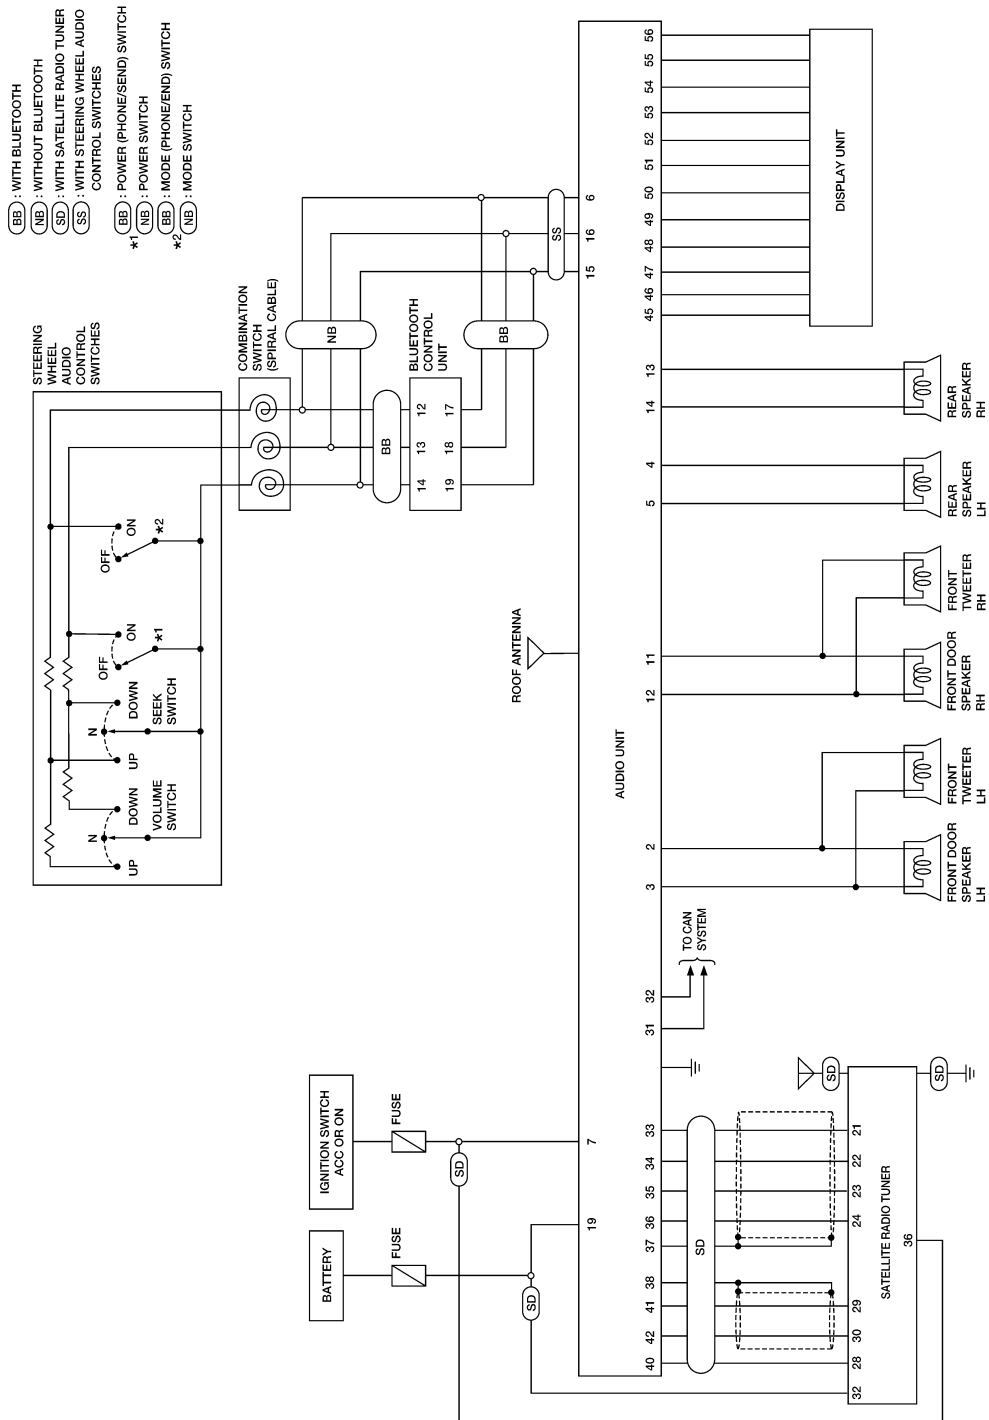 BB : WITH BLUETOOTH
NB : WITHOUT BLUETOOTH
SD : WITH SATELLITE RADIO TUNER
SS : WITH STEERING WHEEL AUDIO
CONTROL SWITCHES
*1 BB : POWER (PHONE/SEND) SWITCH
NB : POWER SWITCH
*2 BB : MODE (PHONE/END) SWITCH
NB : MODE SWITCH
STEERING
WHEEL
AUDIO
CONTROL
SWITCHES
UP
N
DOWN
VOLUME
SWITCH
UP
N
DOWN
SEEK
SWITCH
OFF
ON
*1
OFF
ON
*2
COMBINATION
SWITCH
(SPIRAL CABLE)
NB
BB
BLUETOOTH
CONTROL
UNIT
14 13 12
19 18 17
BB
SS
IGNITION SWITCH
ACC OR ON
FUSE
SD
BATTERY
FUSE
SD
ROOF ANTENNA
19 7 15 16 6
AUDIO UNIT
40 42 41 38 37 36 35 34 33 31 32 3 2 12 11 5 4 14 13 45 46 47 48 49 50 51 52 53 54 55 56
TO CAN
SYSTEM
SD
SD
32 28 30 29 24 23 22 21
SATELLITE RADIO TUNER
36
SD
FRONT DOOR
SPEAKER
LH
FRONT
TWEETER
LH
FRONT DOOR
SPEAKER
RH
FRONT
TWEETER
RH
REAR
SPEAKER
LH
REAR
SPEAKER
RH
DISPLAY UNIT